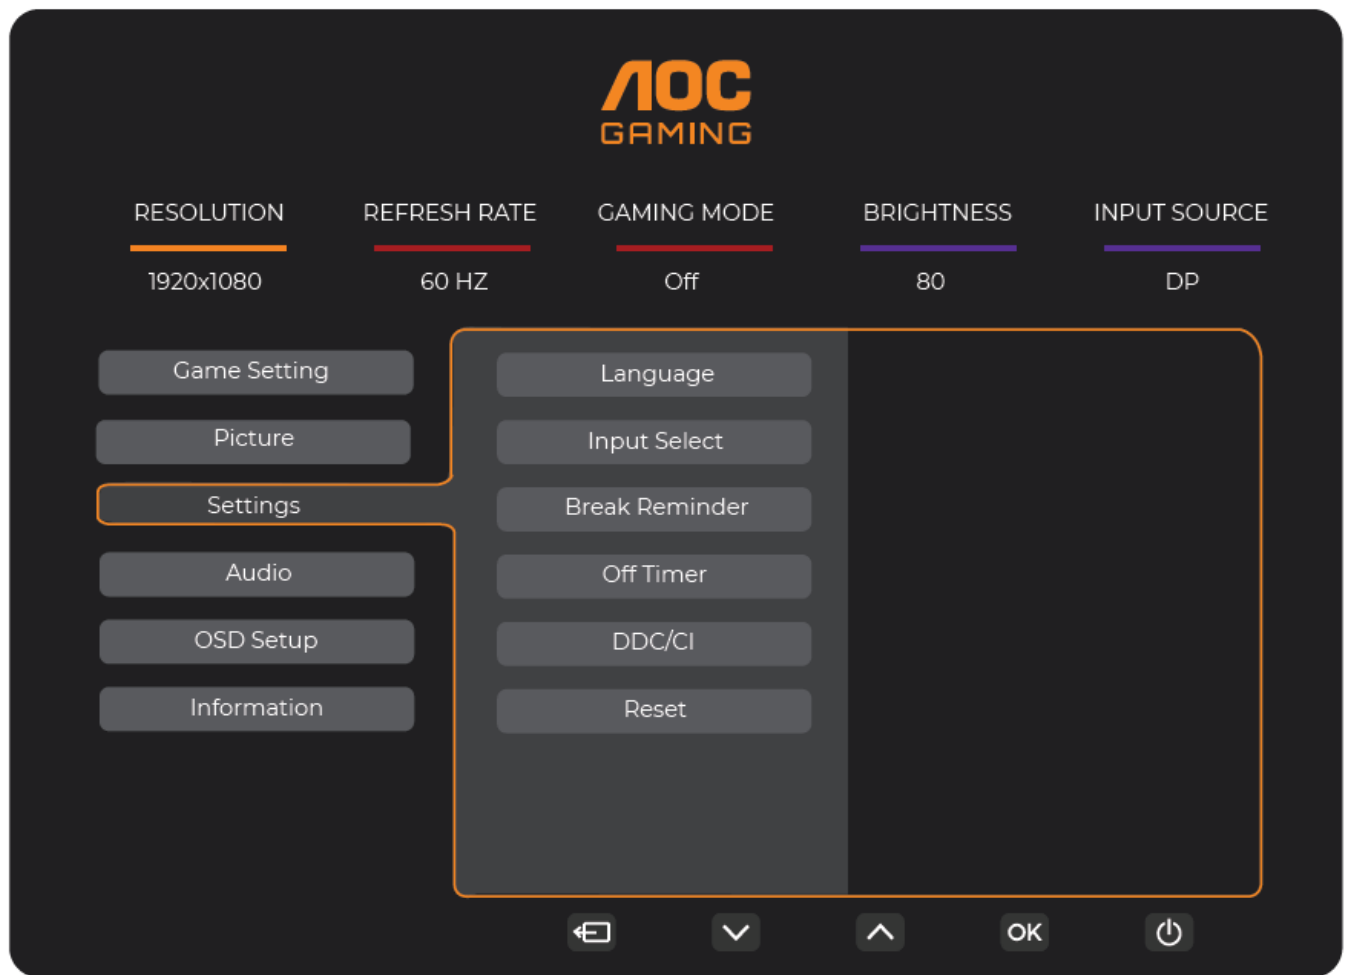 AOC
GAMING
RESOLUTION REFRESH RATE GAMING MODE BRIGHTNESS INPUT SOURCE
1920x1080 60 HZ Off 80 DP
Game Setting
Picture
Settings
Audio
OSD Setup
Information
Language
Input Select
Break Reminder
Off Timer
DDC/CI
Reset
OK